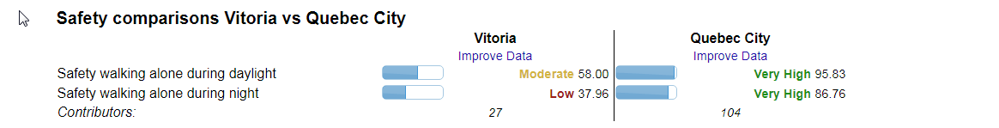 Safety comparisons Vitoria vs Quebec City
Vitoria Quebec City
Improve Data Improve Data
Safety walking alone during daylight Moderate 58.00 Very High 95.83
Safety walking alone during night Low 37.96 Very High 86.76
Contributors: 27 104